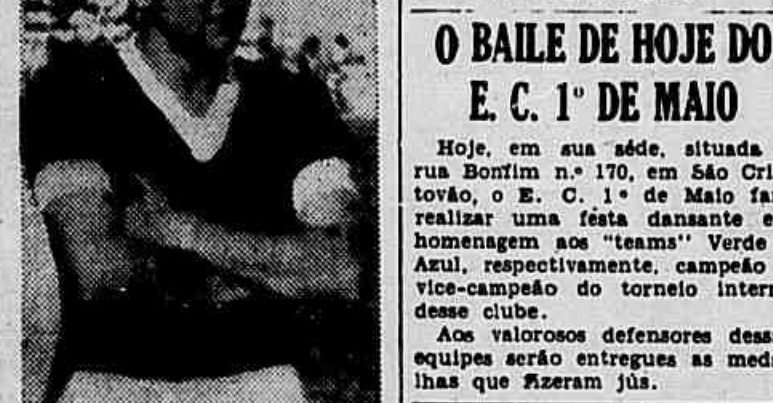 O BAILE DE HOJE DO
E. C. 1º DE MAIO
Hoje, em sua séde, situada
rua Bonfim n.º 170, em São Cri
tovão, o E. C. 1º de Maio fa
realizar uma festa dansante e
homenagem aos "teams" Verde
Azul, respectivamente, campeão
vice-campeão do torneio intern
desse clube.
Aos valorosos defensores dess
equipes serão entregues as meda
lhas que fizeram jús.